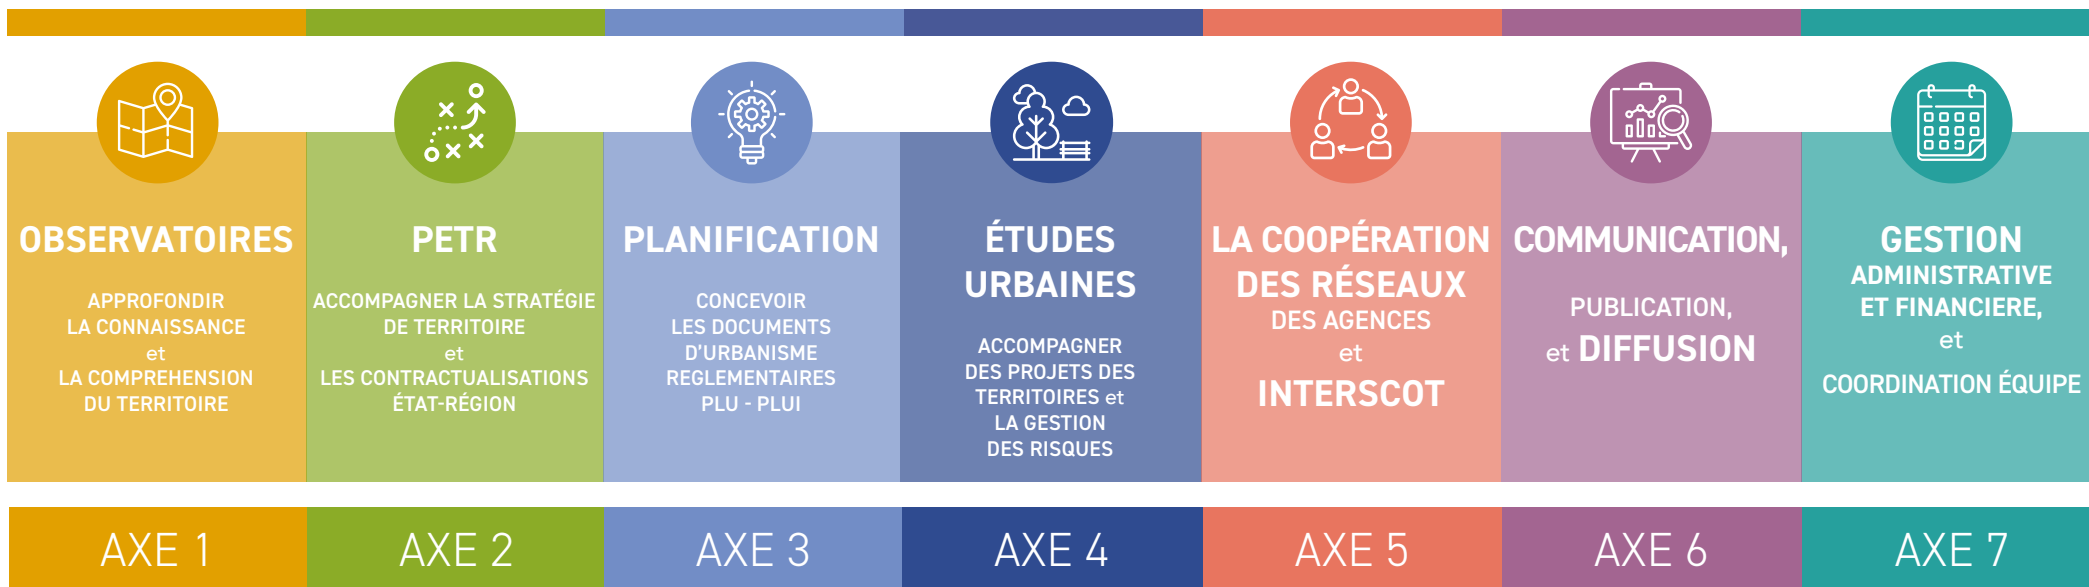 OBSERVATOIRES
APPROFONDIR
LA CONNAISSANCE
et
LA COMPREHENSION
DU TERRITOIRE
AXE 1
PETR
ACCOMPAGNER LA STRATÉGIE
DE TERRITOIRE
et
LES CONTRACTUALISATIONS
ÉTAT-RÉGION
AXE 2
PLANIFICATION
CONCEVOIR
LES DOCUMENTS
D'URBANISME
REGLEMENTAIRES
PLU - PLUI
AXE 3
ÉTUDES
URBAINES
ACCOMPAGNER
DES PROJETS DES
TERRITOIRES et
LA GESTION
DES RISQUES
AXE 4
LA COOPÉRATION
DES RÉSEAUX
DES AGENCES
et
INTERSCOT
AXE 5
COMMUNICATION,
PUBLICATION,
et DIFFUSION
AXE 6
GESTION
ADMINISTRATIVE
ET FINANCIERE,
et
COORDINATION ÉQUIPE
AXE 7